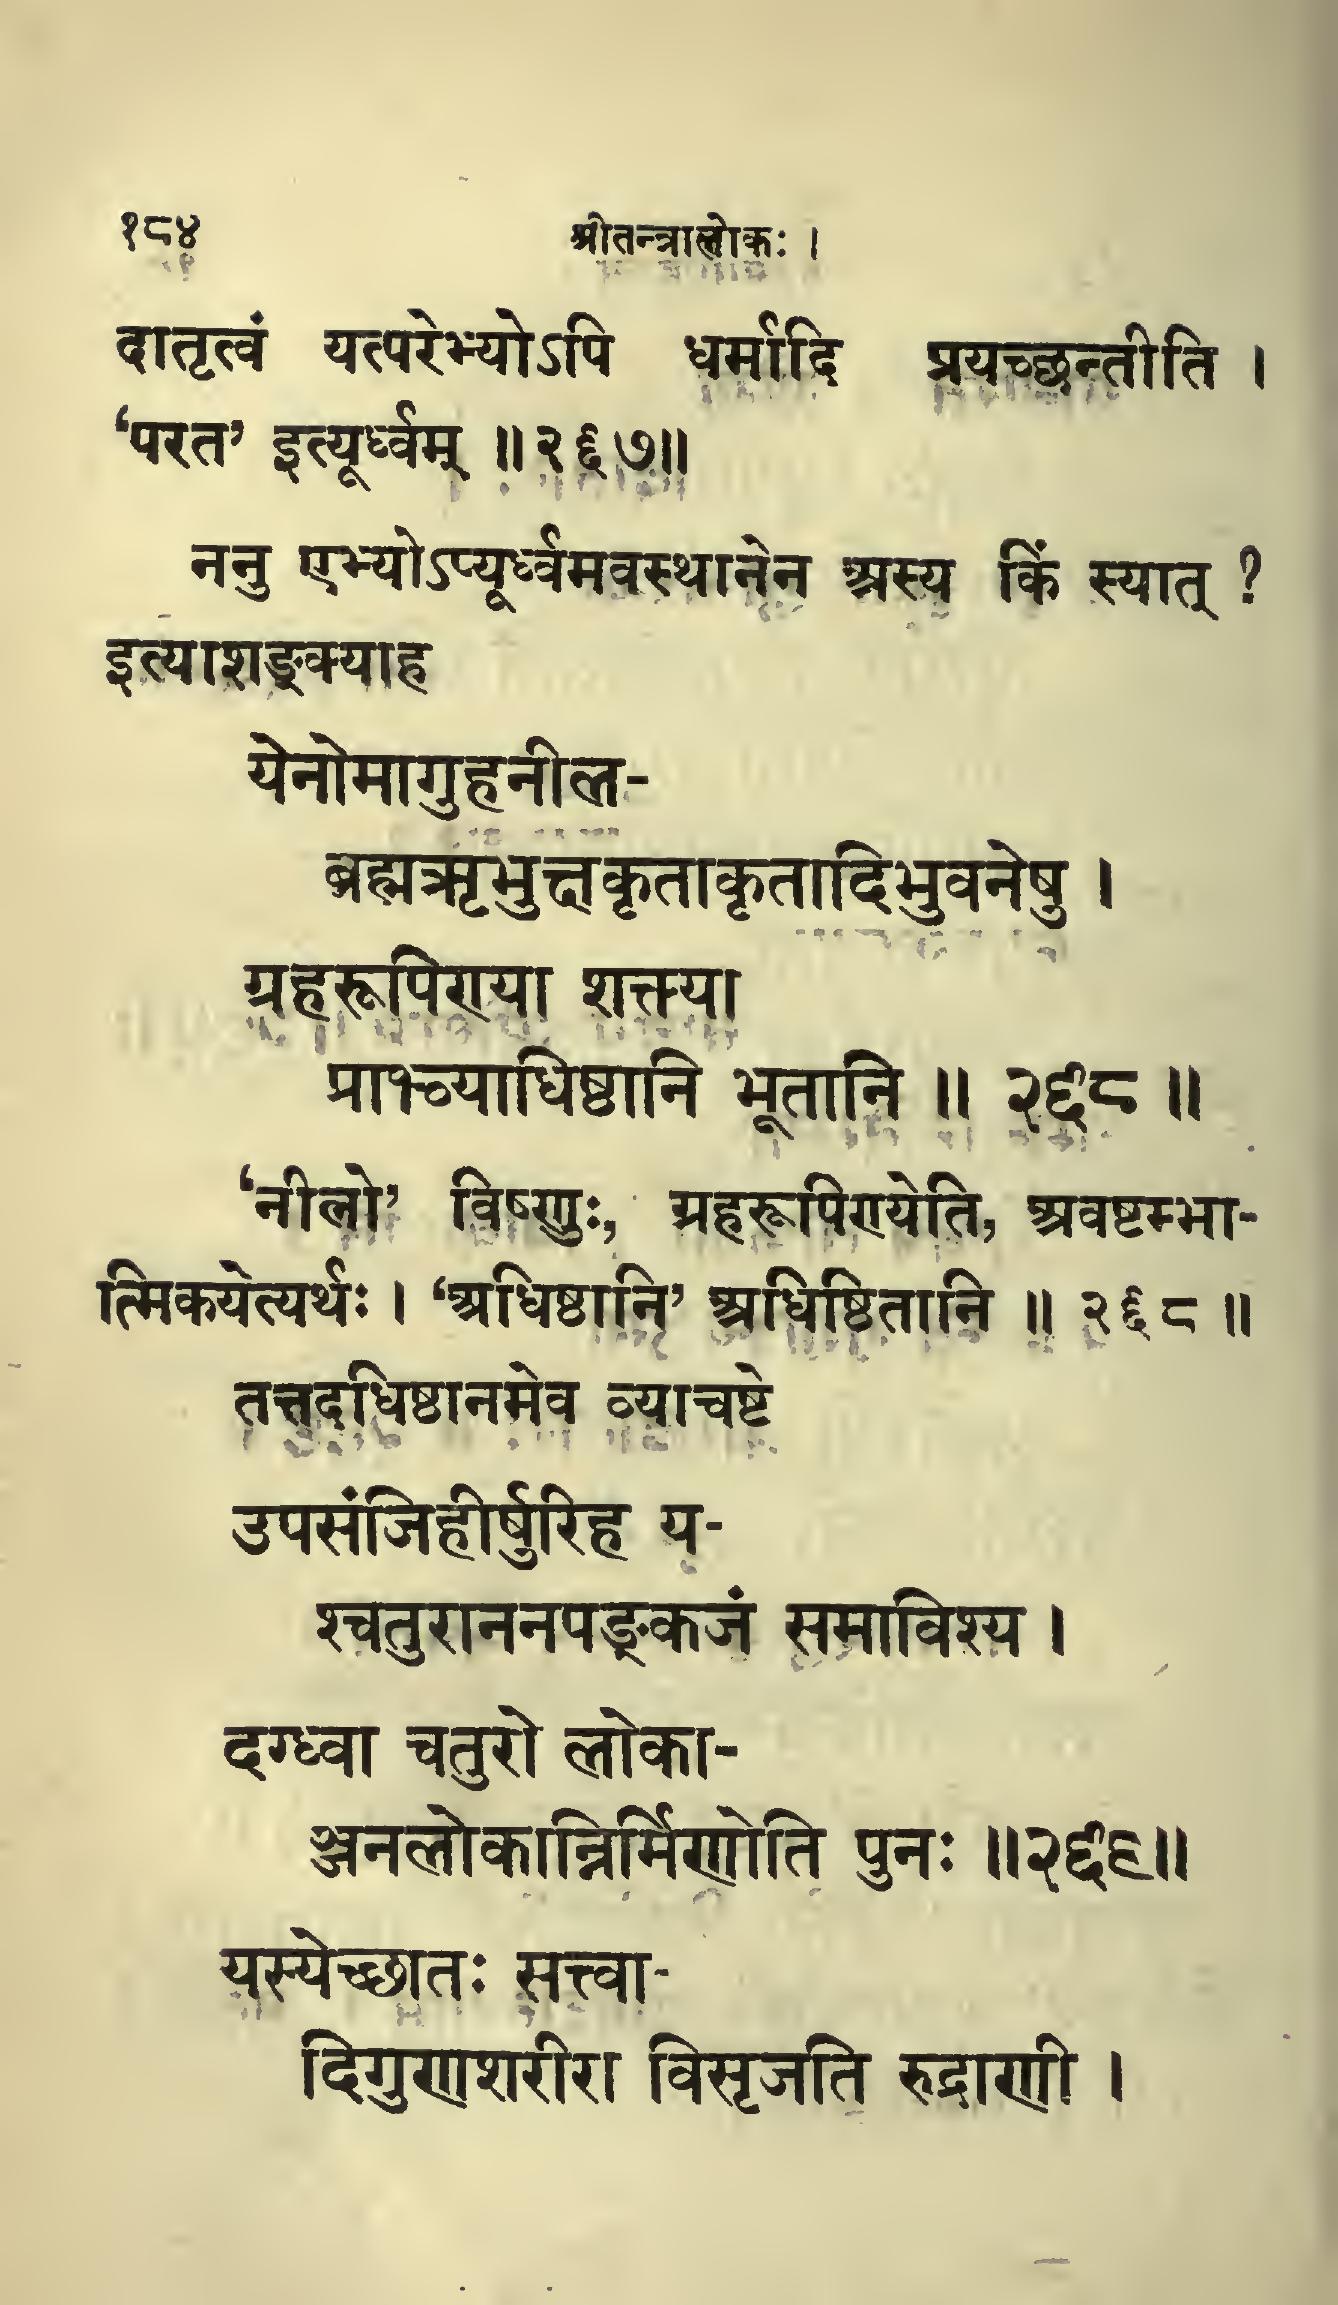 १८४ श्रीतन्त्रालोकः ।
दातृत्वं यत्परेभ्योऽपि धर्मादि प्रयच्छन्तीति ।
‘परत’ इत्यूर्ध्वम् ॥२६७॥
ननु एभ्योऽप्यूर्ध्वमवस्थानेन अस्य किं स्यात् ?
इत्याशङ्क्याह
येनोमागुहनील-
ब्रह्मऋभुक्षकृताकृतादिभुवनेषु ।
ग्रहरूपिण्या शक्त्या
प्राभ्व्याधिष्ठानि भूतानि ॥ २६८ ॥
‘नीलो’ विष्णुः, ग्रहरूपिण्येति, अवष्टम्भा-
त्मिकयेत्यर्थः । ‘अधिष्ठानि’ अधिष्ठितानि ॥ २६८ ॥
तत्तदधिष्ठानमेव व्याचष्टे
उपसंजिहीर्षुरिह य-
श्चतुराननपङ्कजं समाविश्य ।
दग्ध्वा चतुरो लोका-
ञ्जनलोकान्निर्मिणोति पुनः ॥२६९॥
यस्येच्छातः सत्त्वा-
दिगुणशरीरा विसृजति रुद्राणी ।